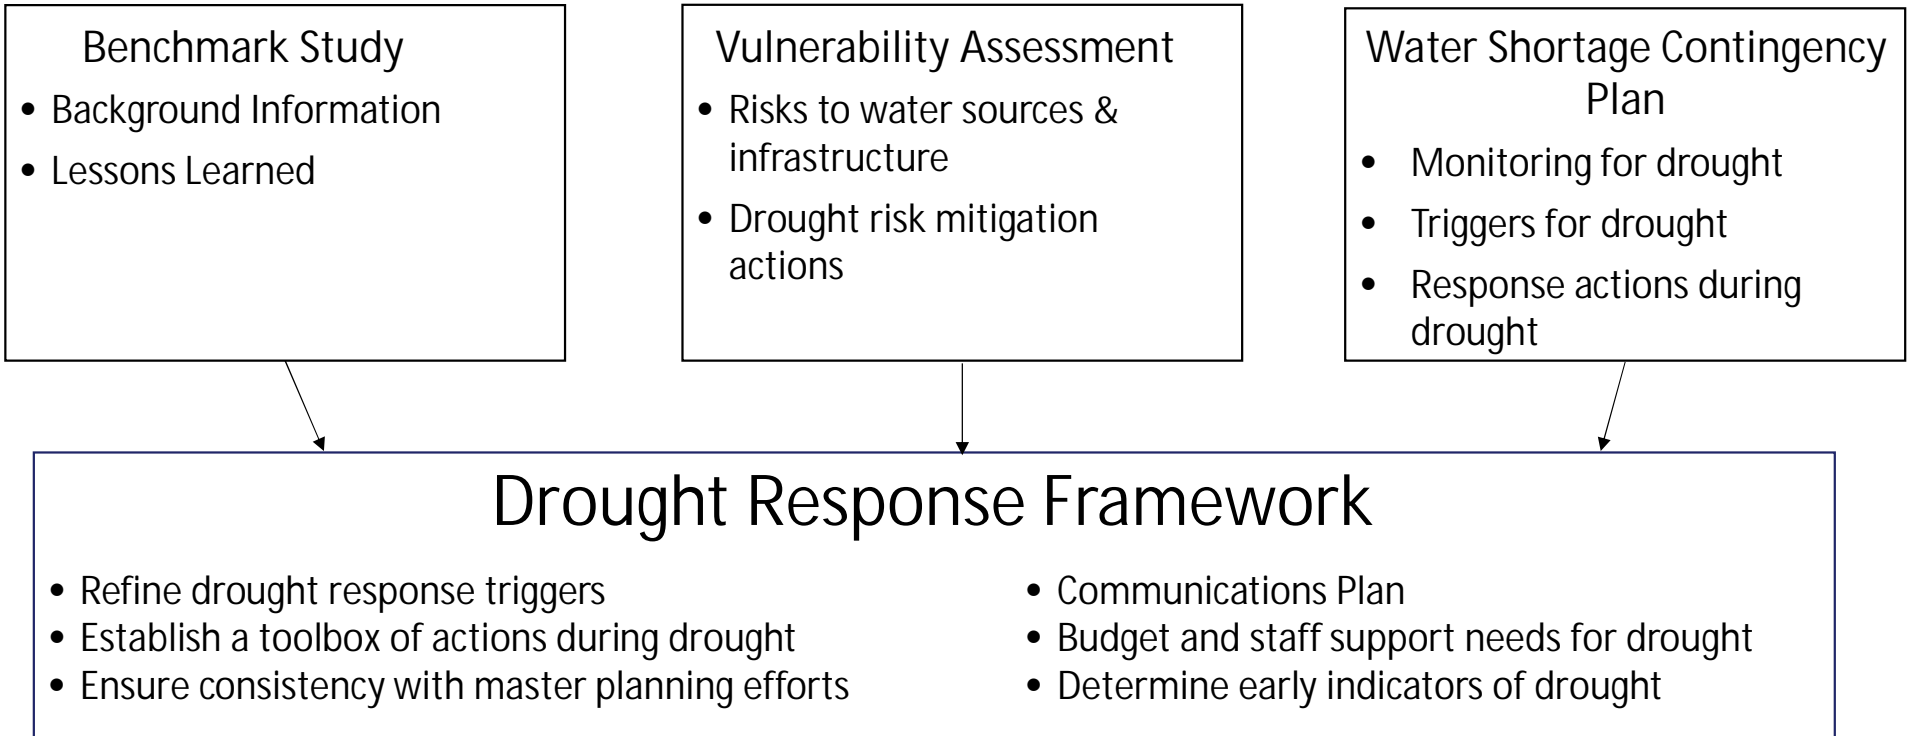 Benchmark Study
• Background Information
• Lessons Learned
Vulnerability Assessment
• Risks to water sources &
infrastructure
• Drought risk mitigation
actions
Water Shortage Contingency
Plan
• Monitoring for drought
• Triggers for drought
• Response actions during
drought
Drought Response Framework
• Refine drought response triggers
• Establish a toolbox of actions during drought
• Ensure consistency with master planning efforts
• Communications Plan
• Budget and staff support needs for drought
• Determine early indicators of drought